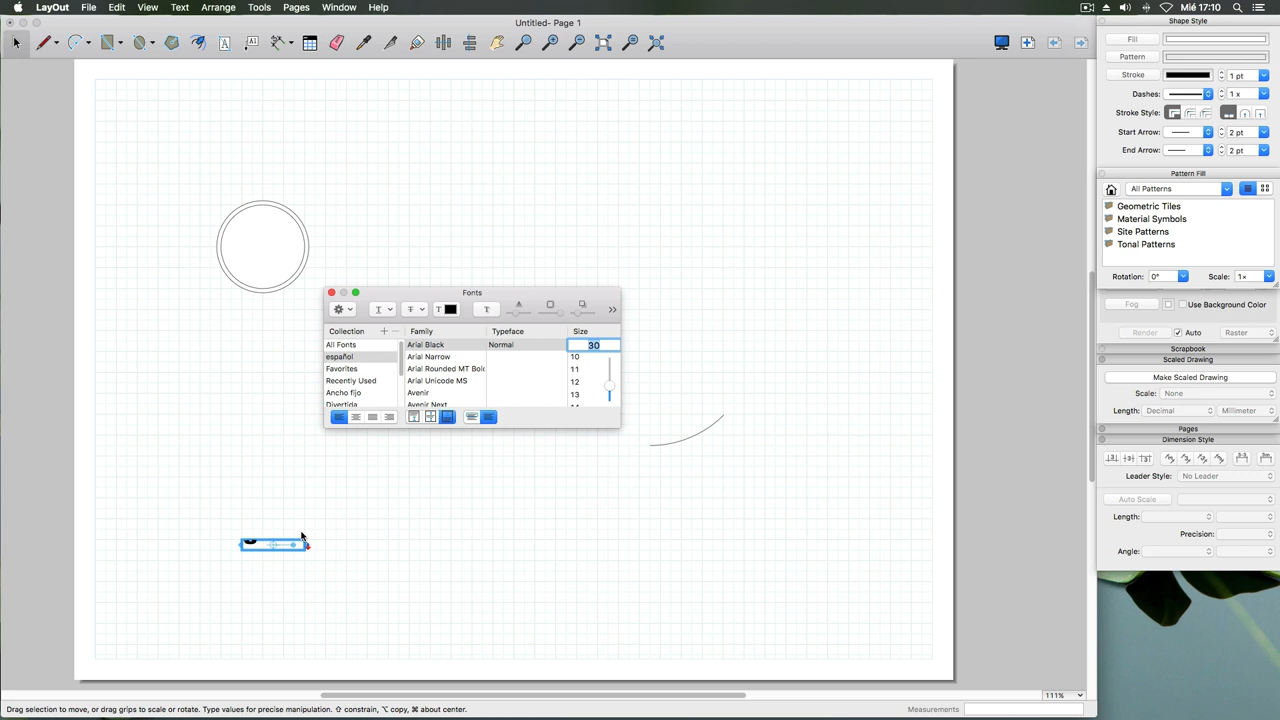 LayOut File Edit View Text Arrange Tools Pages Window Help Mié 17:10
Untitled- Page 1
Shape Style
Fill
Pattern
Stroke 1 pt
Dashes: 1 x
Stroke Style:
Start Arrow: 2 pt
End Arrow: 2 pt
Pattern Fill
All Patterns
Geometric Tiles
Material Symbols
Site Patterns
Tonal Patterns
Rotation: 0° Scale: 1×
Fog Use Background Color
Render Auto Raster
Scrapbook
Scaled Drawing
Make Scaled Drawing
Scale: None
Length: Decimal Millimeter
Pages
Dimension Style
Leader Style: No Leader
Auto Scale
Length:
Precision:
Angle:
Fonts
Collection + − Family Typeface Size
All Fonts Arial Black Normal 30
español Arial Narrow 10
Favorites Arial Rounded MT Bold 11
Recently Used Arial Unicode MS 12
Ancho fijo Avenir 13
Divertida Avenir Next
111%
Drag selection to move, or drag grips to scale or rotate. Type values for precise manipulation. ⇧ constrain, ⌥ copy, ⌘ about center. Measurements